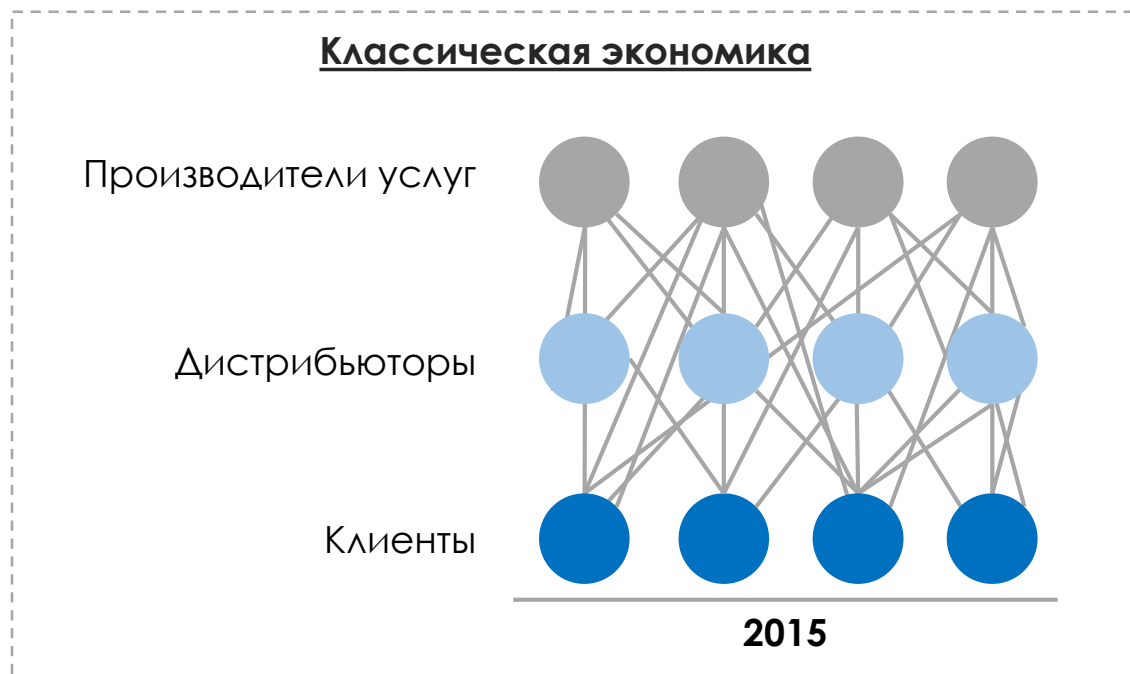 Классическая экономика
Производители услуг
Дистрибьюторы
Клиенты
2015